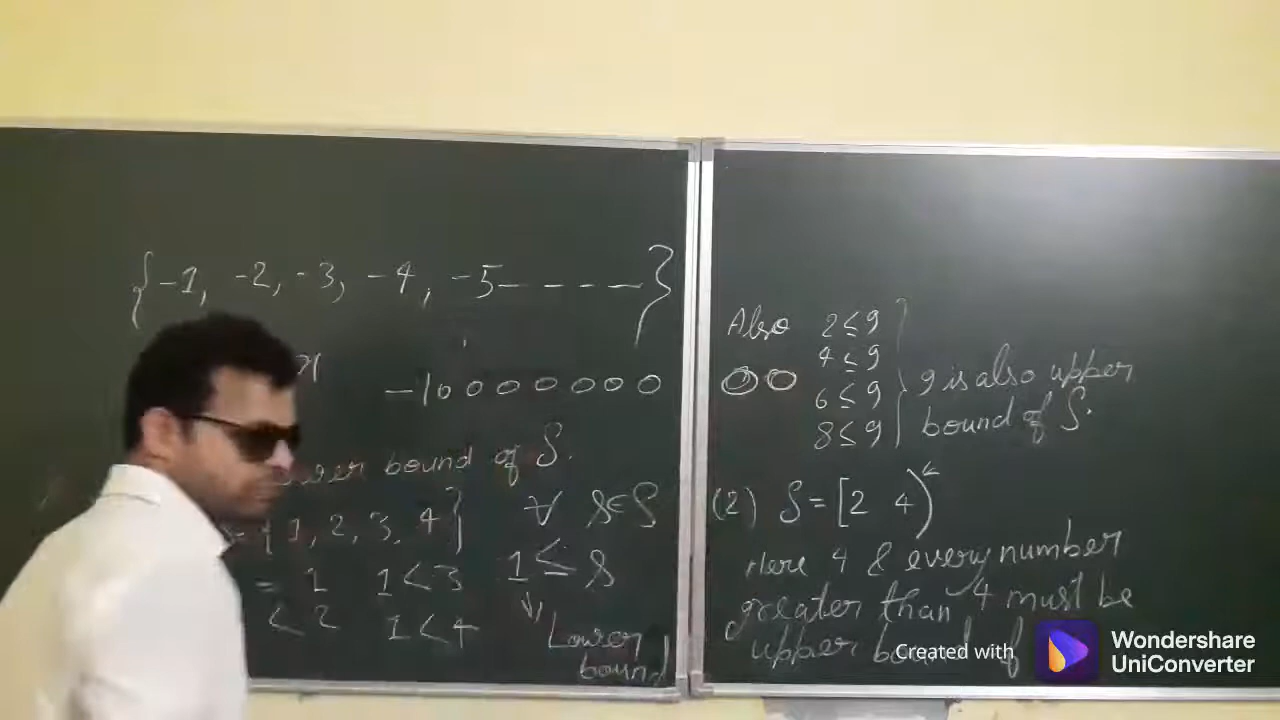 {-1, -2, -3, -4, -5-----}
-10000000
bound of S.
{1, 2, 3, 4} ∀ s∈S
= 1 1<3 1≤s
< 2 1<4
Lower
bound
Also 2≤9
4≤9
6≤9
8≤9
9 is also upper
bound of S.
(2) S=[2 4)
Here 4 & every number
greater than 4 must be
upper bound of
Created with
Wondershare
UniConverter